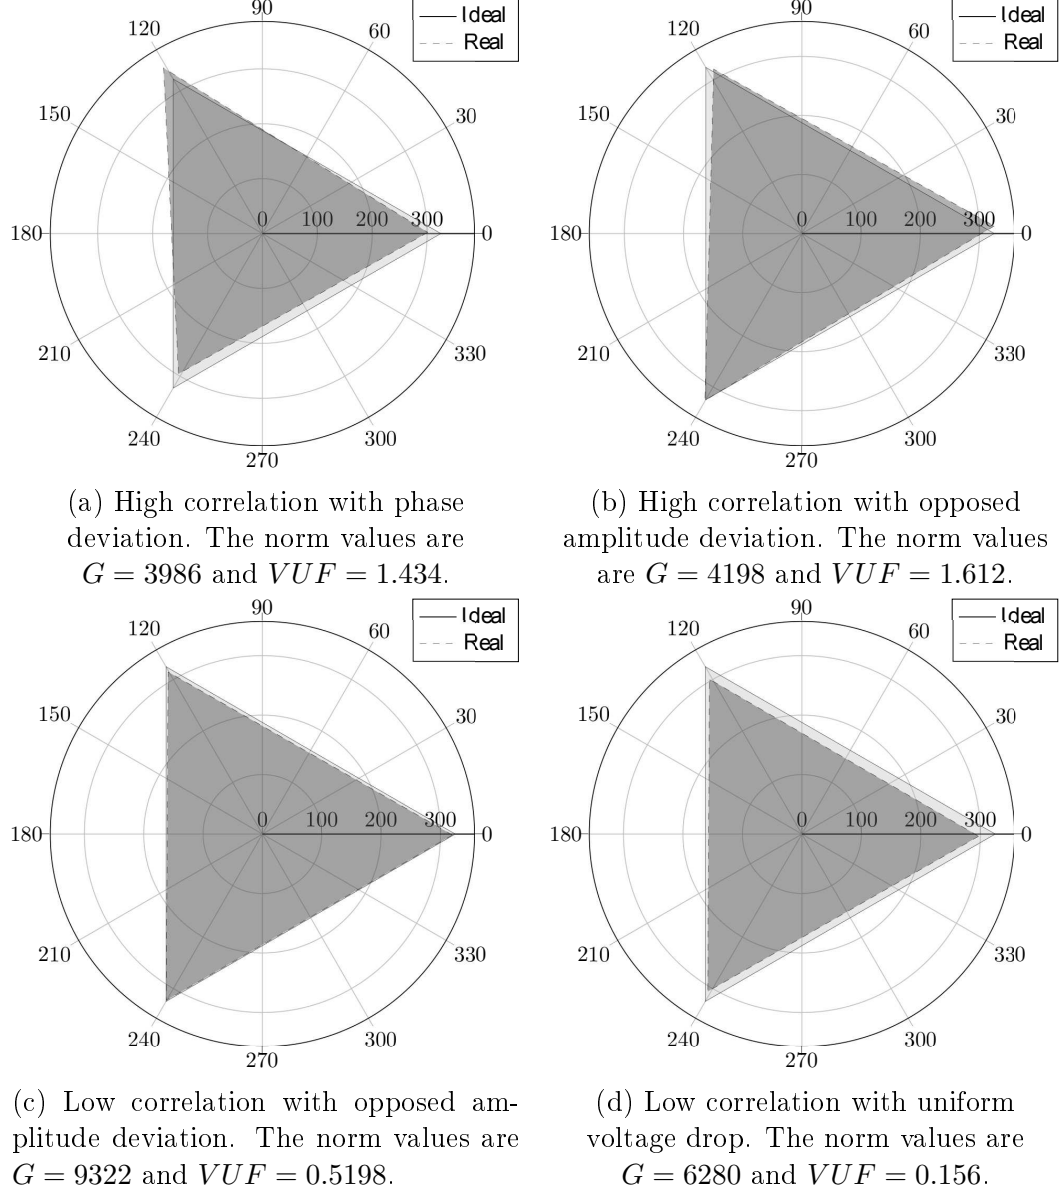 90
Ideal
Real
120
60
150
30
180
0 100 200 300
0
210
330
240
300
270
90
Ideal
Real
120
60
150
30
180
0 100 200 300
0
210
330
240
300
270
(a) High correlation with phase
deviation. The norm values are
G = 3986 and VUF = 1.434.
(b) High correlation with opposed
amplitude deviation. The norm values
are G = 4198 and VUF = 1.612.
90
Ideal
Real
120
60
150
30
180
0 100 200 300
0
210
330
240
300
270
90
Ideal
Real
120
60
150
30
180
0 100 200 300
0
210
330
240
300
270
(c) Low correlation with opposed am-
plitude deviation. The norm values are
G = 9322 and VUF = 0.5198.
(d) Low correlation with uniform
voltage drop. The norm values are
G = 6280 and VUF = 0.156.